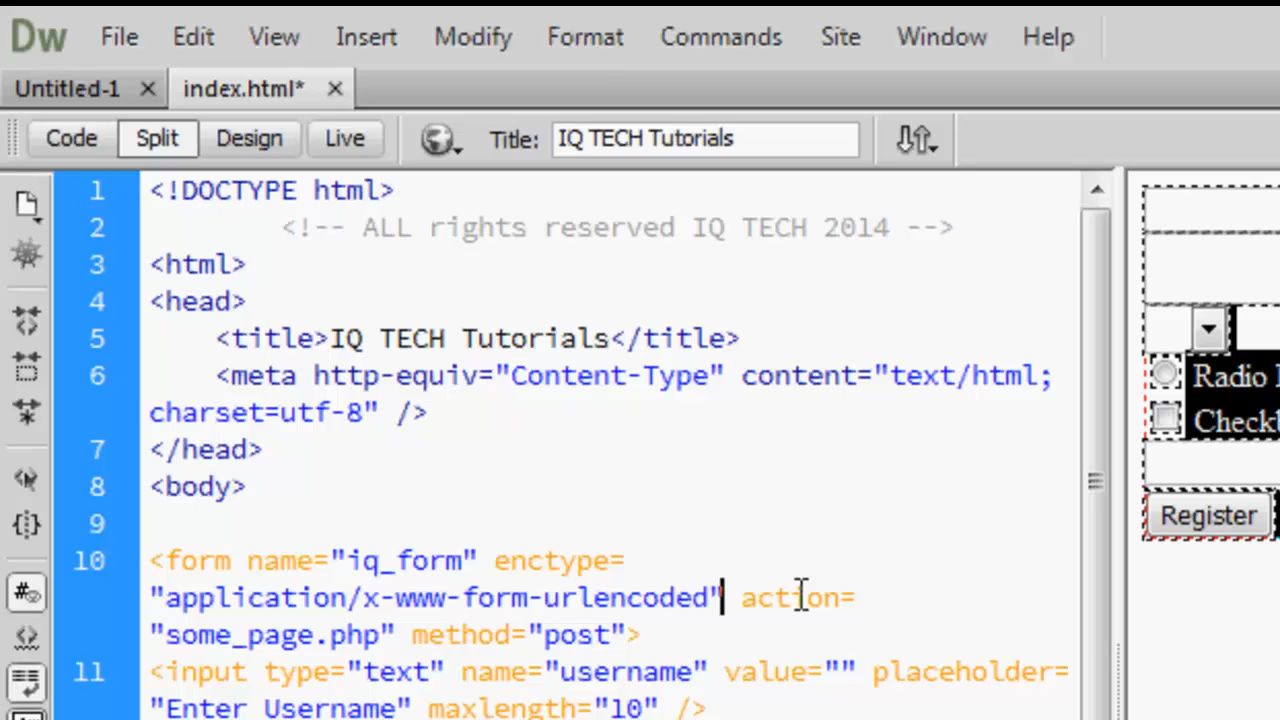 Dw File Edit View Insert Modify Format Commands Site Window Help
Untitled-1 × index.html* ×
Code Split Design Live Title: IQ TECH Tutorials
1 <!DOCTYPE html>
2 <!-- ALL rights reserved IQ TECH 2014 -->
3 <html>
4 <head>
5 <title>IQ TECH Tutorials</title>
6 <meta http-equiv="Content-Type" content="text/html;
charset=utf-8" />
7 </head>
8 <body>
9
10 <form name="iq_form" enctype=
"application/x-www-form-urlencoded" action=
"some_page.php" method="post">
11 <input type="text" name="username" value="" placeholder=
"Enter Username" maxlength="10" />
Radio
Register